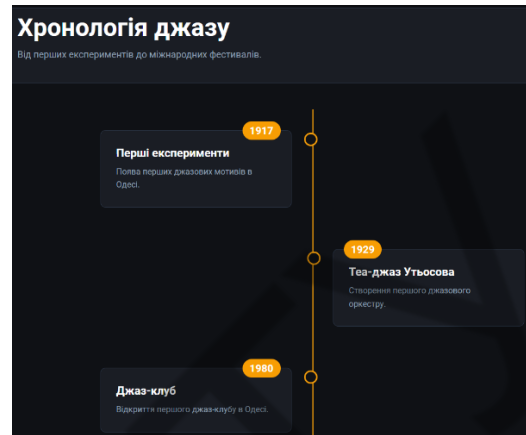 Хронологія джазу
Від перших експериментів до міжнародних фестивалів.
1917
Перші експерименти
Поява перших джазових мотивів в
Одесі.
1929
Теа-джаз Утьосова
Створення першого джазового
оркестру.
1980
Джаз-клуб
Відкриття першого джаз-клубу в Одесі.